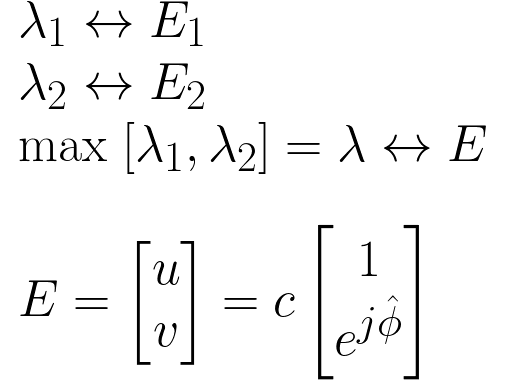 λ₁ ↔ E₁
λ₂ ↔ E₂
max [λ₁, λ₂] = λ ↔ E
E = [u v] = c [1 e^{jϕ̂}]